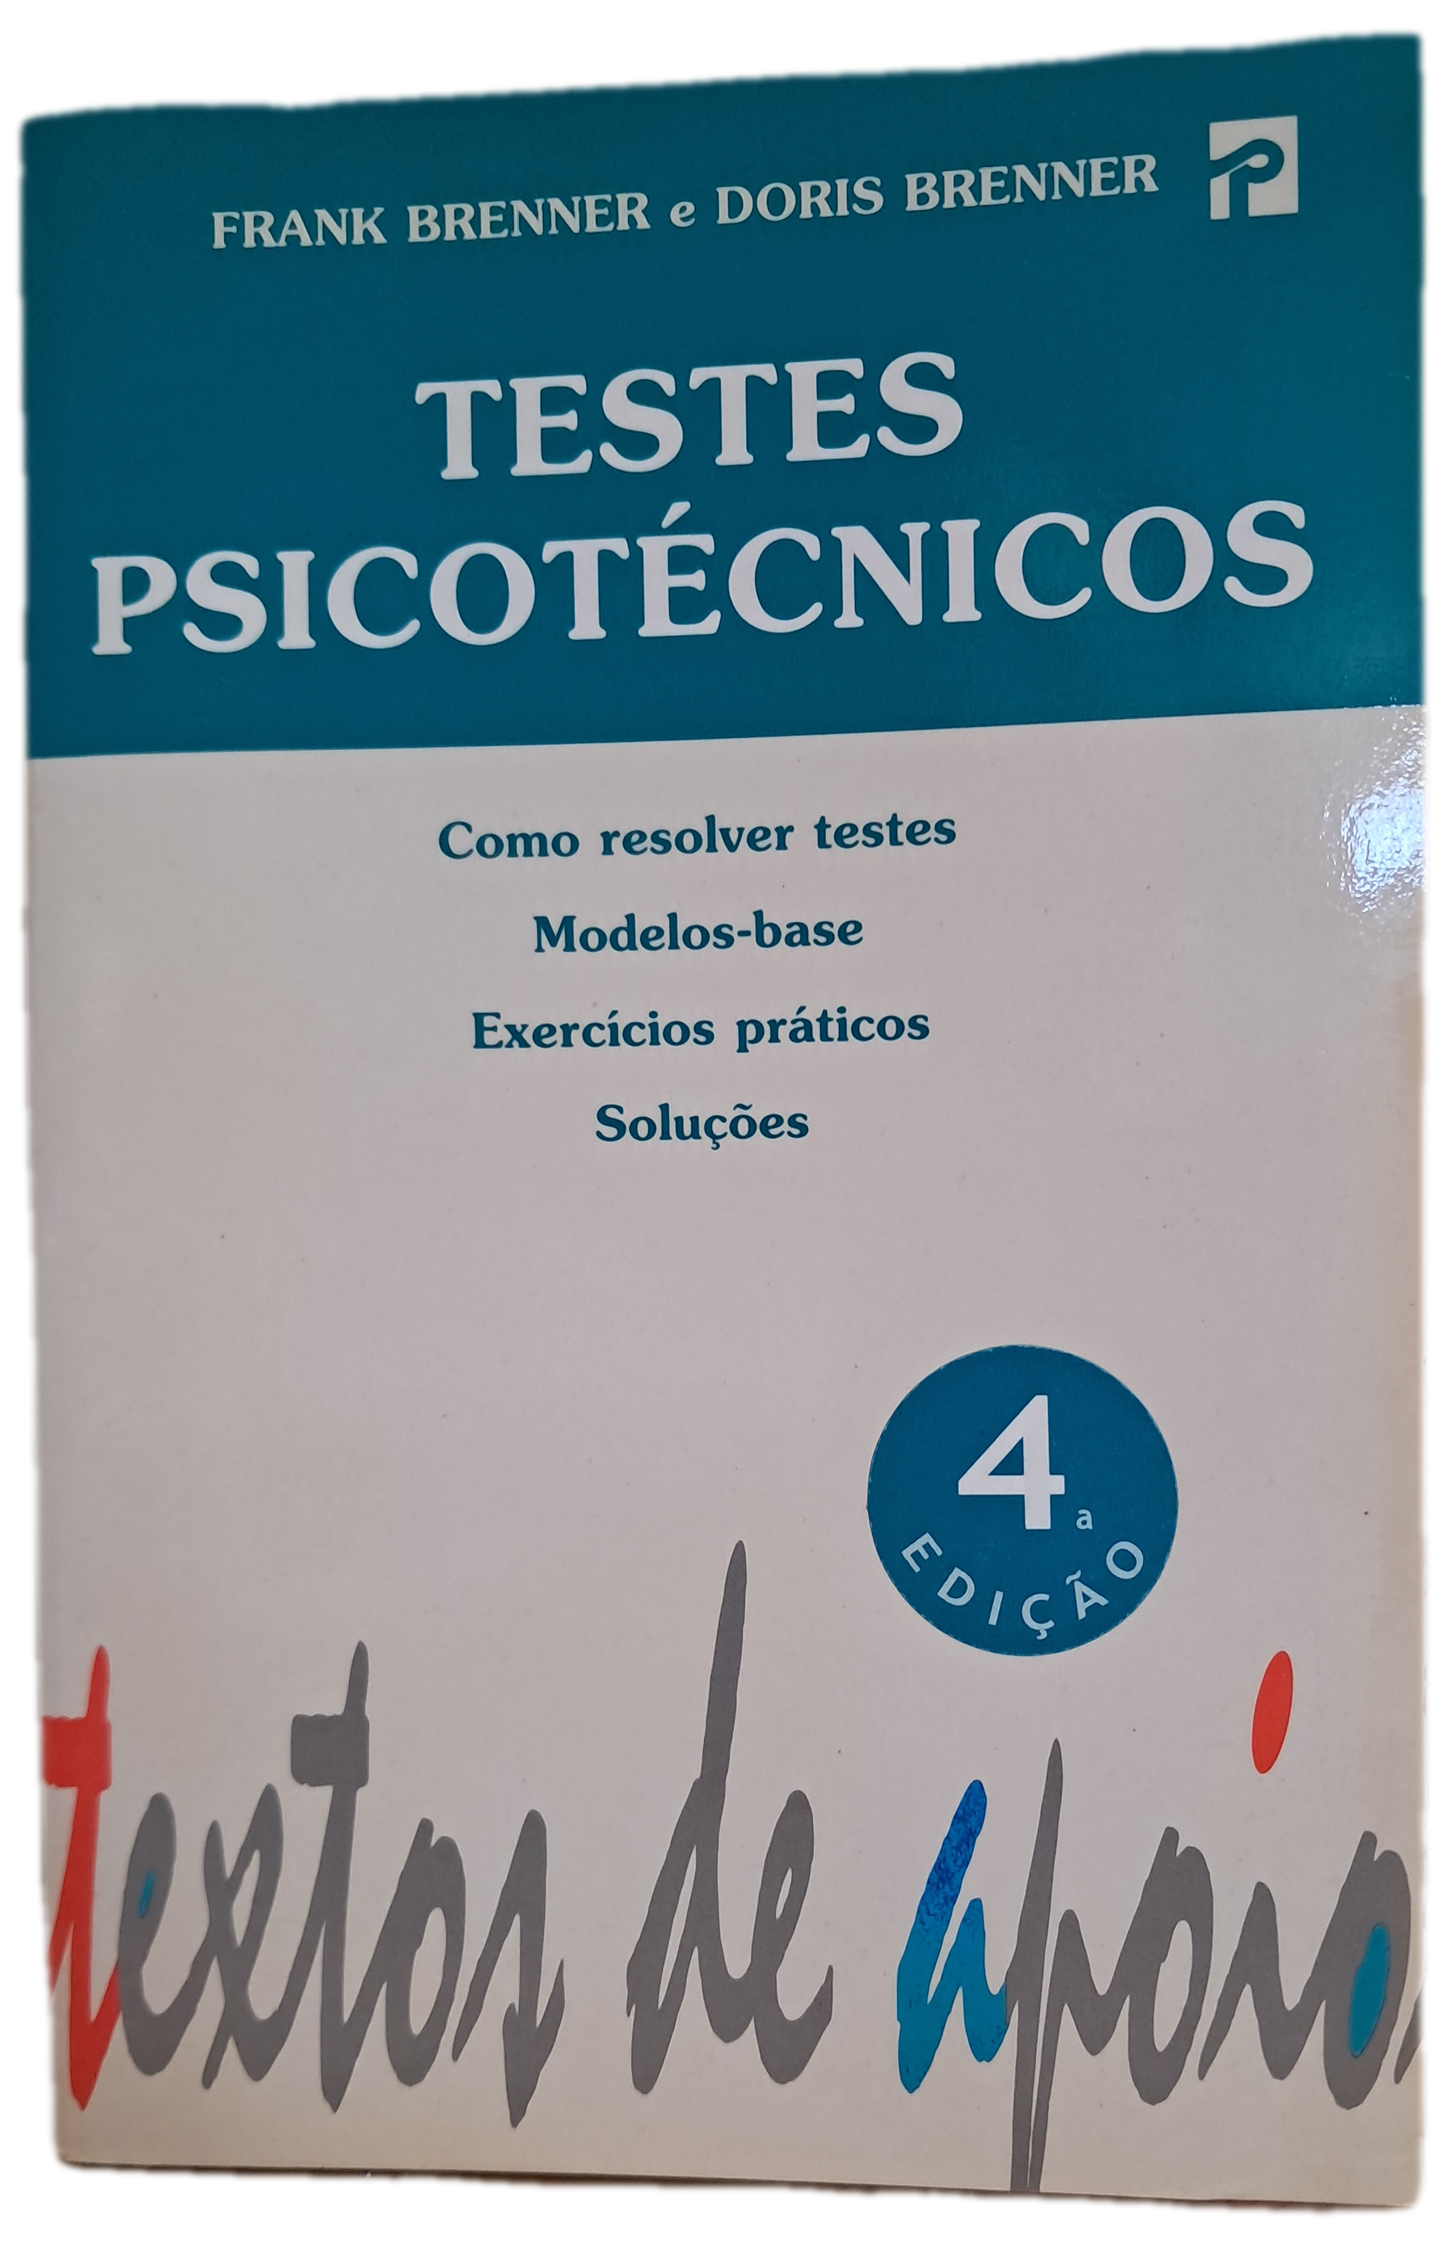 FRANK BRENNER e DORIS BRENNER
TESTES
PSICOTÉCNICOS
Como resolver testes
Modelos-base
Exercícios práticos
Soluções
4a
EDIÇÃO
textos de apoio